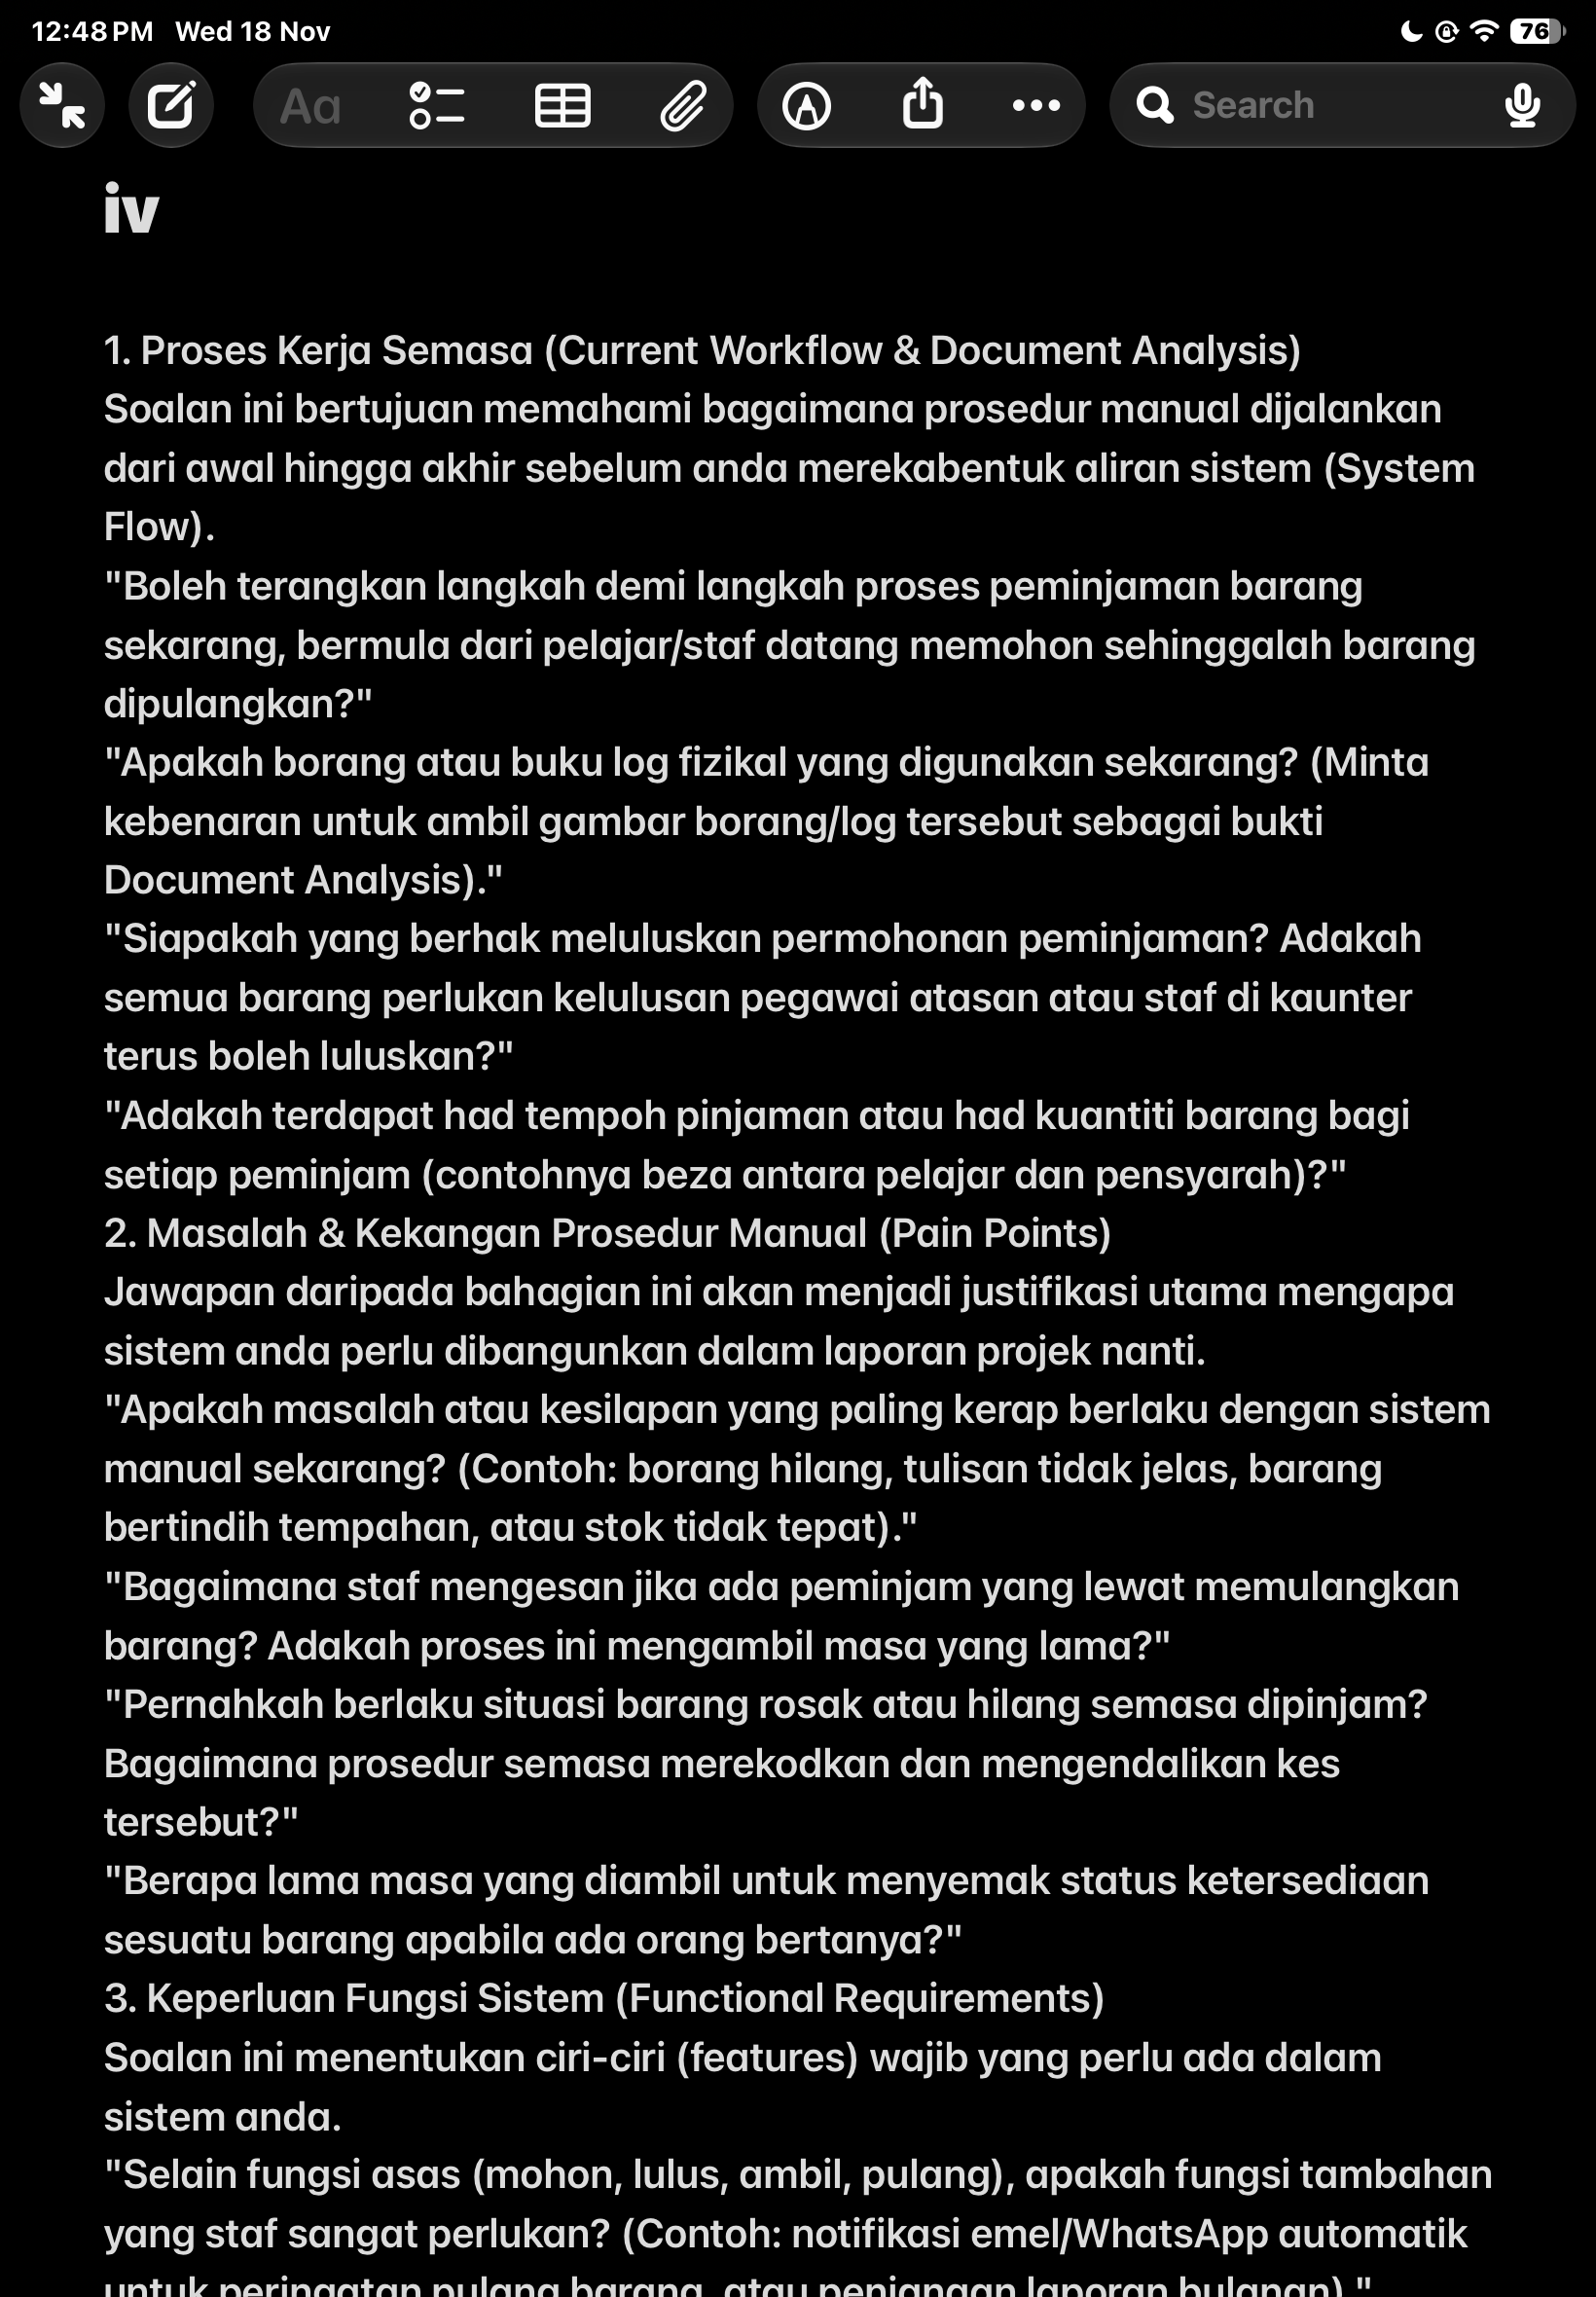 12:48 PM Wed 18 Nov
76
Aa
Search
iv
1. Proses Kerja Semasa (Current Workflow & Document Analysis)
Soalan ini bertujuan memahami bagaimana prosedur manual dijalankan
dari awal hingga akhir sebelum anda merekabentuk aliran sistem (System
Flow).
"Boleh terangkan langkah demi langkah proses peminjaman barang
sekarang, bermula dari pelajar/staf datang memohon sehinggalah barang
dipulangkan?"
"Apakah borang atau buku log fizikal yang digunakan sekarang? (Minta
kebenaran untuk ambil gambar borang/log tersebut sebagai bukti
Document Analysis)."
"Siapakah yang berhak meluluskan permohonan peminjaman? Adakah
semua barang perlukan kelulusan pegawai atasan atau staf di kaunter
terus boleh luluskan?"
"Adakah terdapat had tempoh pinjaman atau had kuantiti barang bagi
setiap peminjam (contohnya beza antara pelajar dan pensyarah)?"
2. Masalah & Kekangan Prosedur Manual (Pain Points)
Jawapan daripada bahagian ini akan menjadi justifikasi utama mengapa
sistem anda perlu dibangunkan dalam laporan projek nanti.
"Apakah masalah atau kesilapan yang paling kerap berlaku dengan sistem
manual sekarang? (Contoh: borang hilang, tulisan tidak jelas, barang
bertindih tempahan, atau stok tidak tepat)."
"Bagaimana staf mengesan jika ada peminjam yang lewat memulangkan
barang? Adakah proses ini mengambil masa yang lama?"
"Pernahkah berlaku situasi barang rosak atau hilang semasa dipinjam?
Bagaimana prosedur semasa merekodkan dan mengendalikan kes
tersebut?"
"Berapa lama masa yang diambil untuk menyemak status ketersediaan
sesuatu barang apabila ada orang bertanya?"
3. Keperluan Fungsi Sistem (Functional Requirements)
Soalan ini menentukan ciri-ciri (features) wajib yang perlu ada dalam
sistem anda.
"Selain fungsi asas (mohon, lulus, ambil, pulang), apakah fungsi tambahan
yang staf sangat perlukan? (Contoh: notifikasi emel/WhatsApp automatik
untuk peringatan pulang barang, atau penjanaan laporan bulanan)."